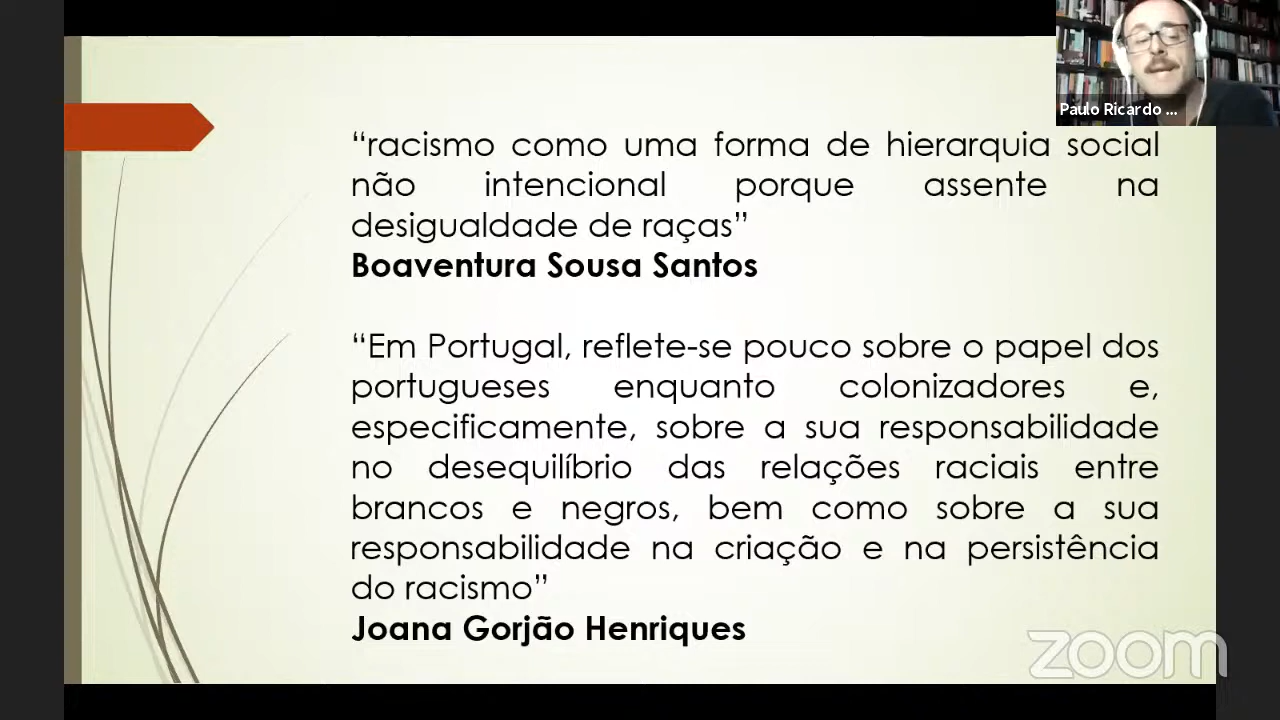 Paulo Ricardo ...
“racismo como uma forma de hierarquia social
não intencional porque assente na
desigualdade de raças”
Boaventura Sousa Santos
“Em Portugal, reflete-se pouco sobre o papel dos
portugueses enquanto colonizadores e,
especificamente, sobre a sua responsabilidade
no desequilíbrio das relações raciais entre
brancos e negros, bem como sobre a sua
responsabilidade na criação e na persistência
do racismo”
Joana Gorjão Henriques
zoom